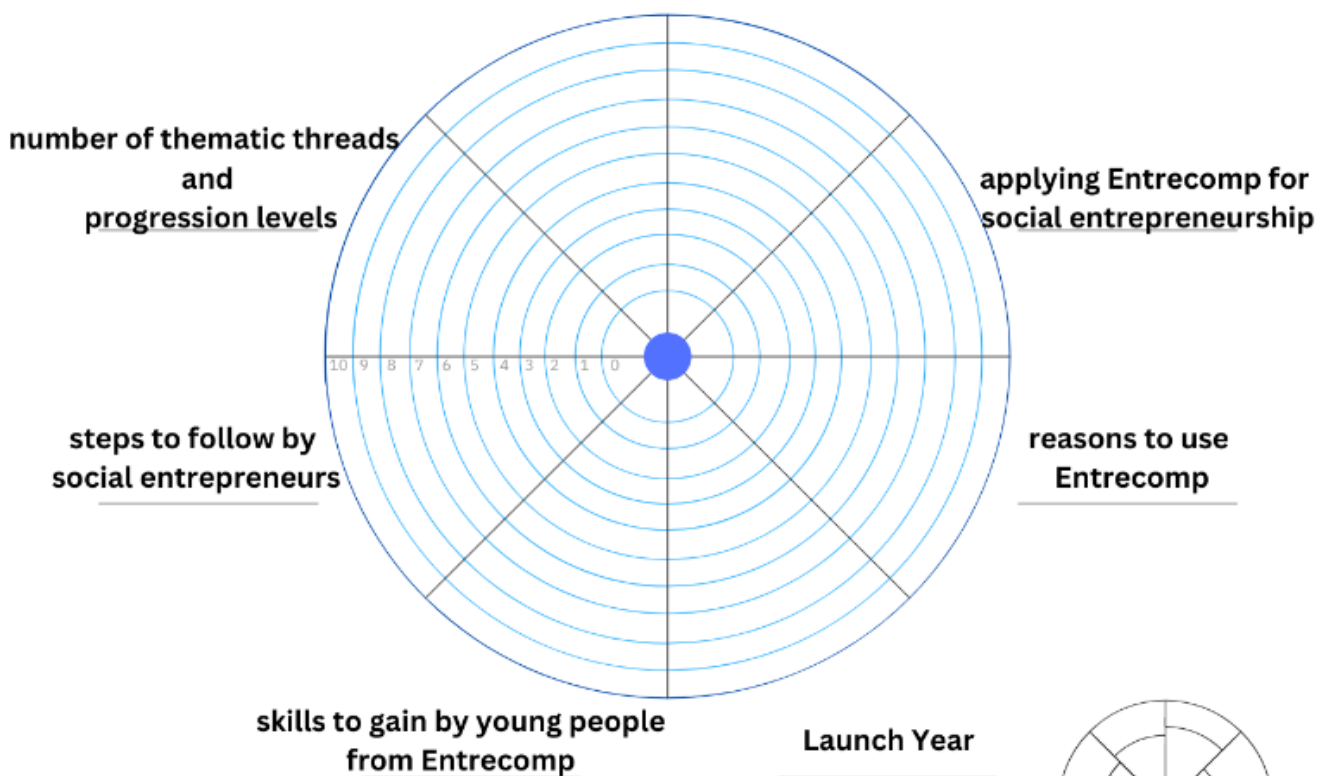 number of thematic threads
and
progression levels
applying Entrecomp for
social entrepreneurship
10 9 8 7 6 5 4 3 2 1 0
steps to follow by
social entrepreneurs
reasons to use
Entrecomp
skills to gain by young people
from Entrecomp
Launch Year